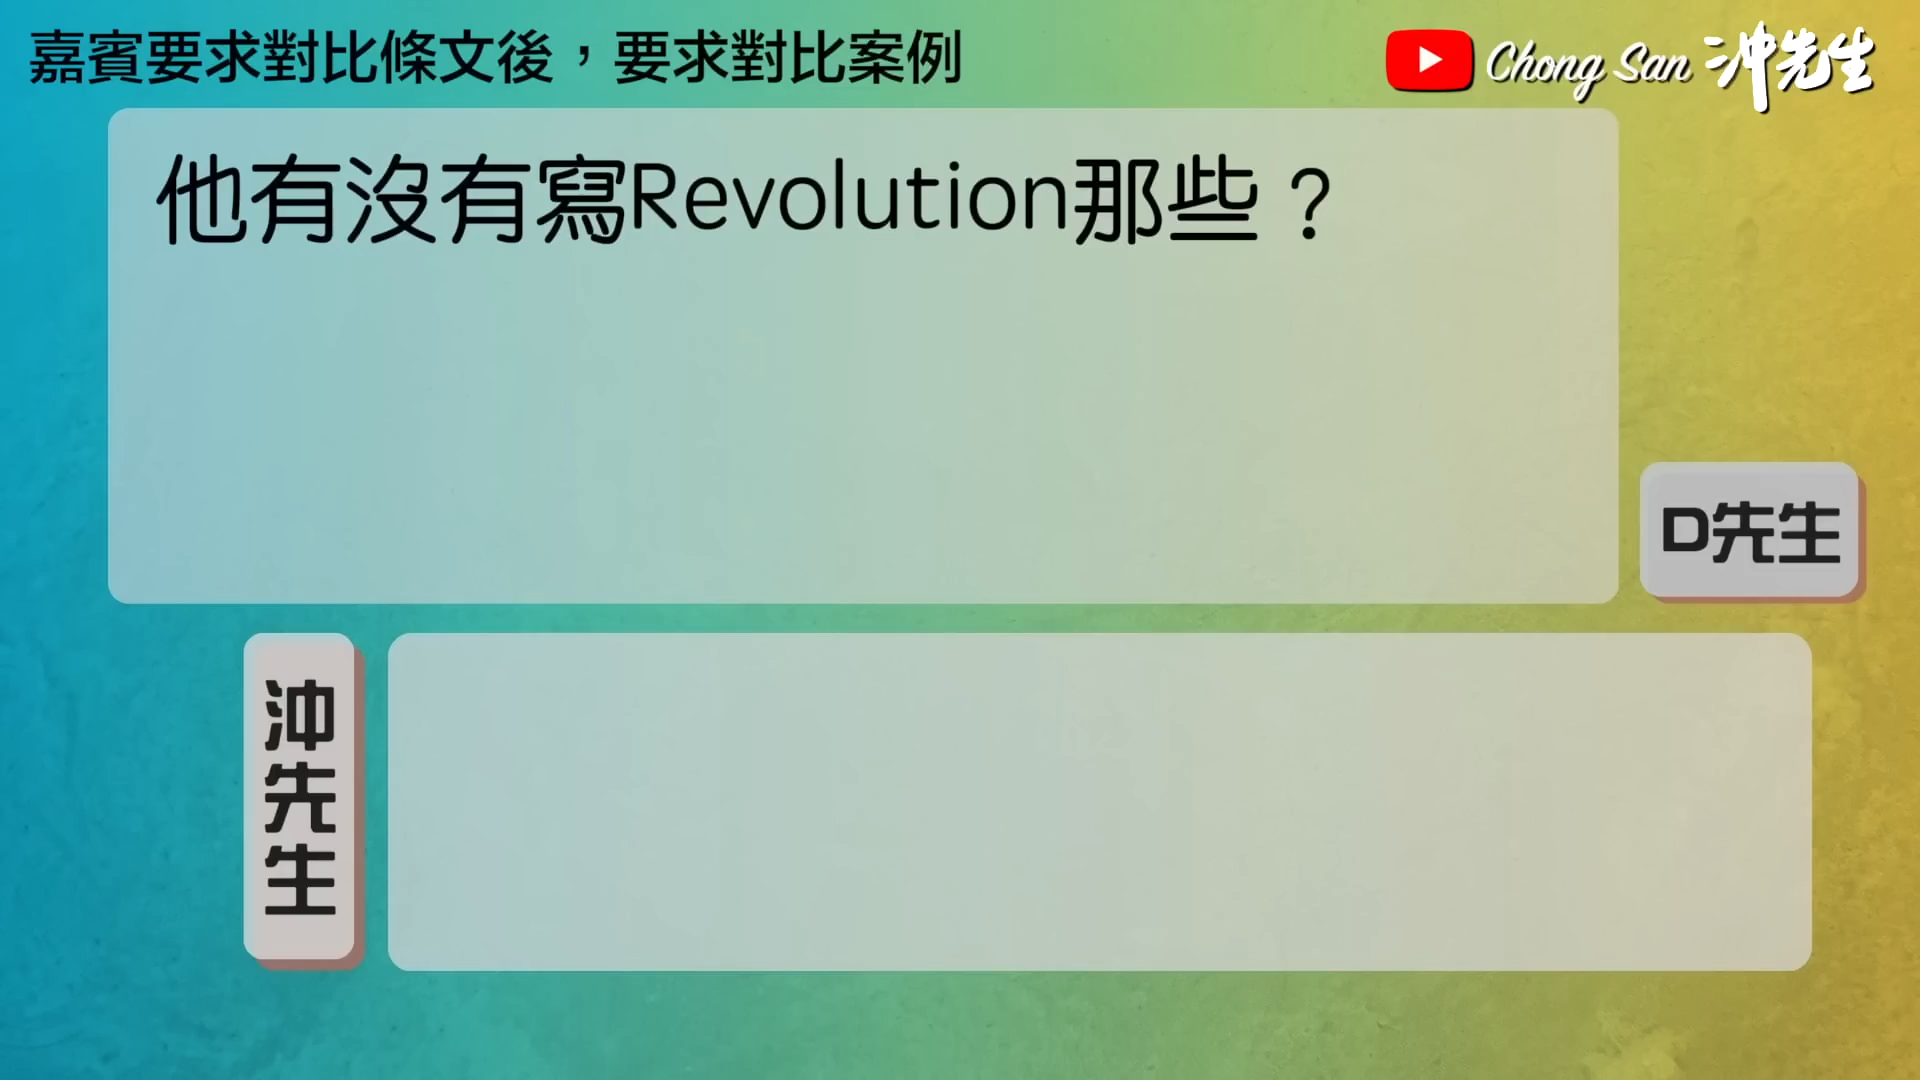 嘉賓要求對比條文後，要求對比案例
Chong San 沖先生
他有沒有寫Revolution那些？
D先生
沖先生